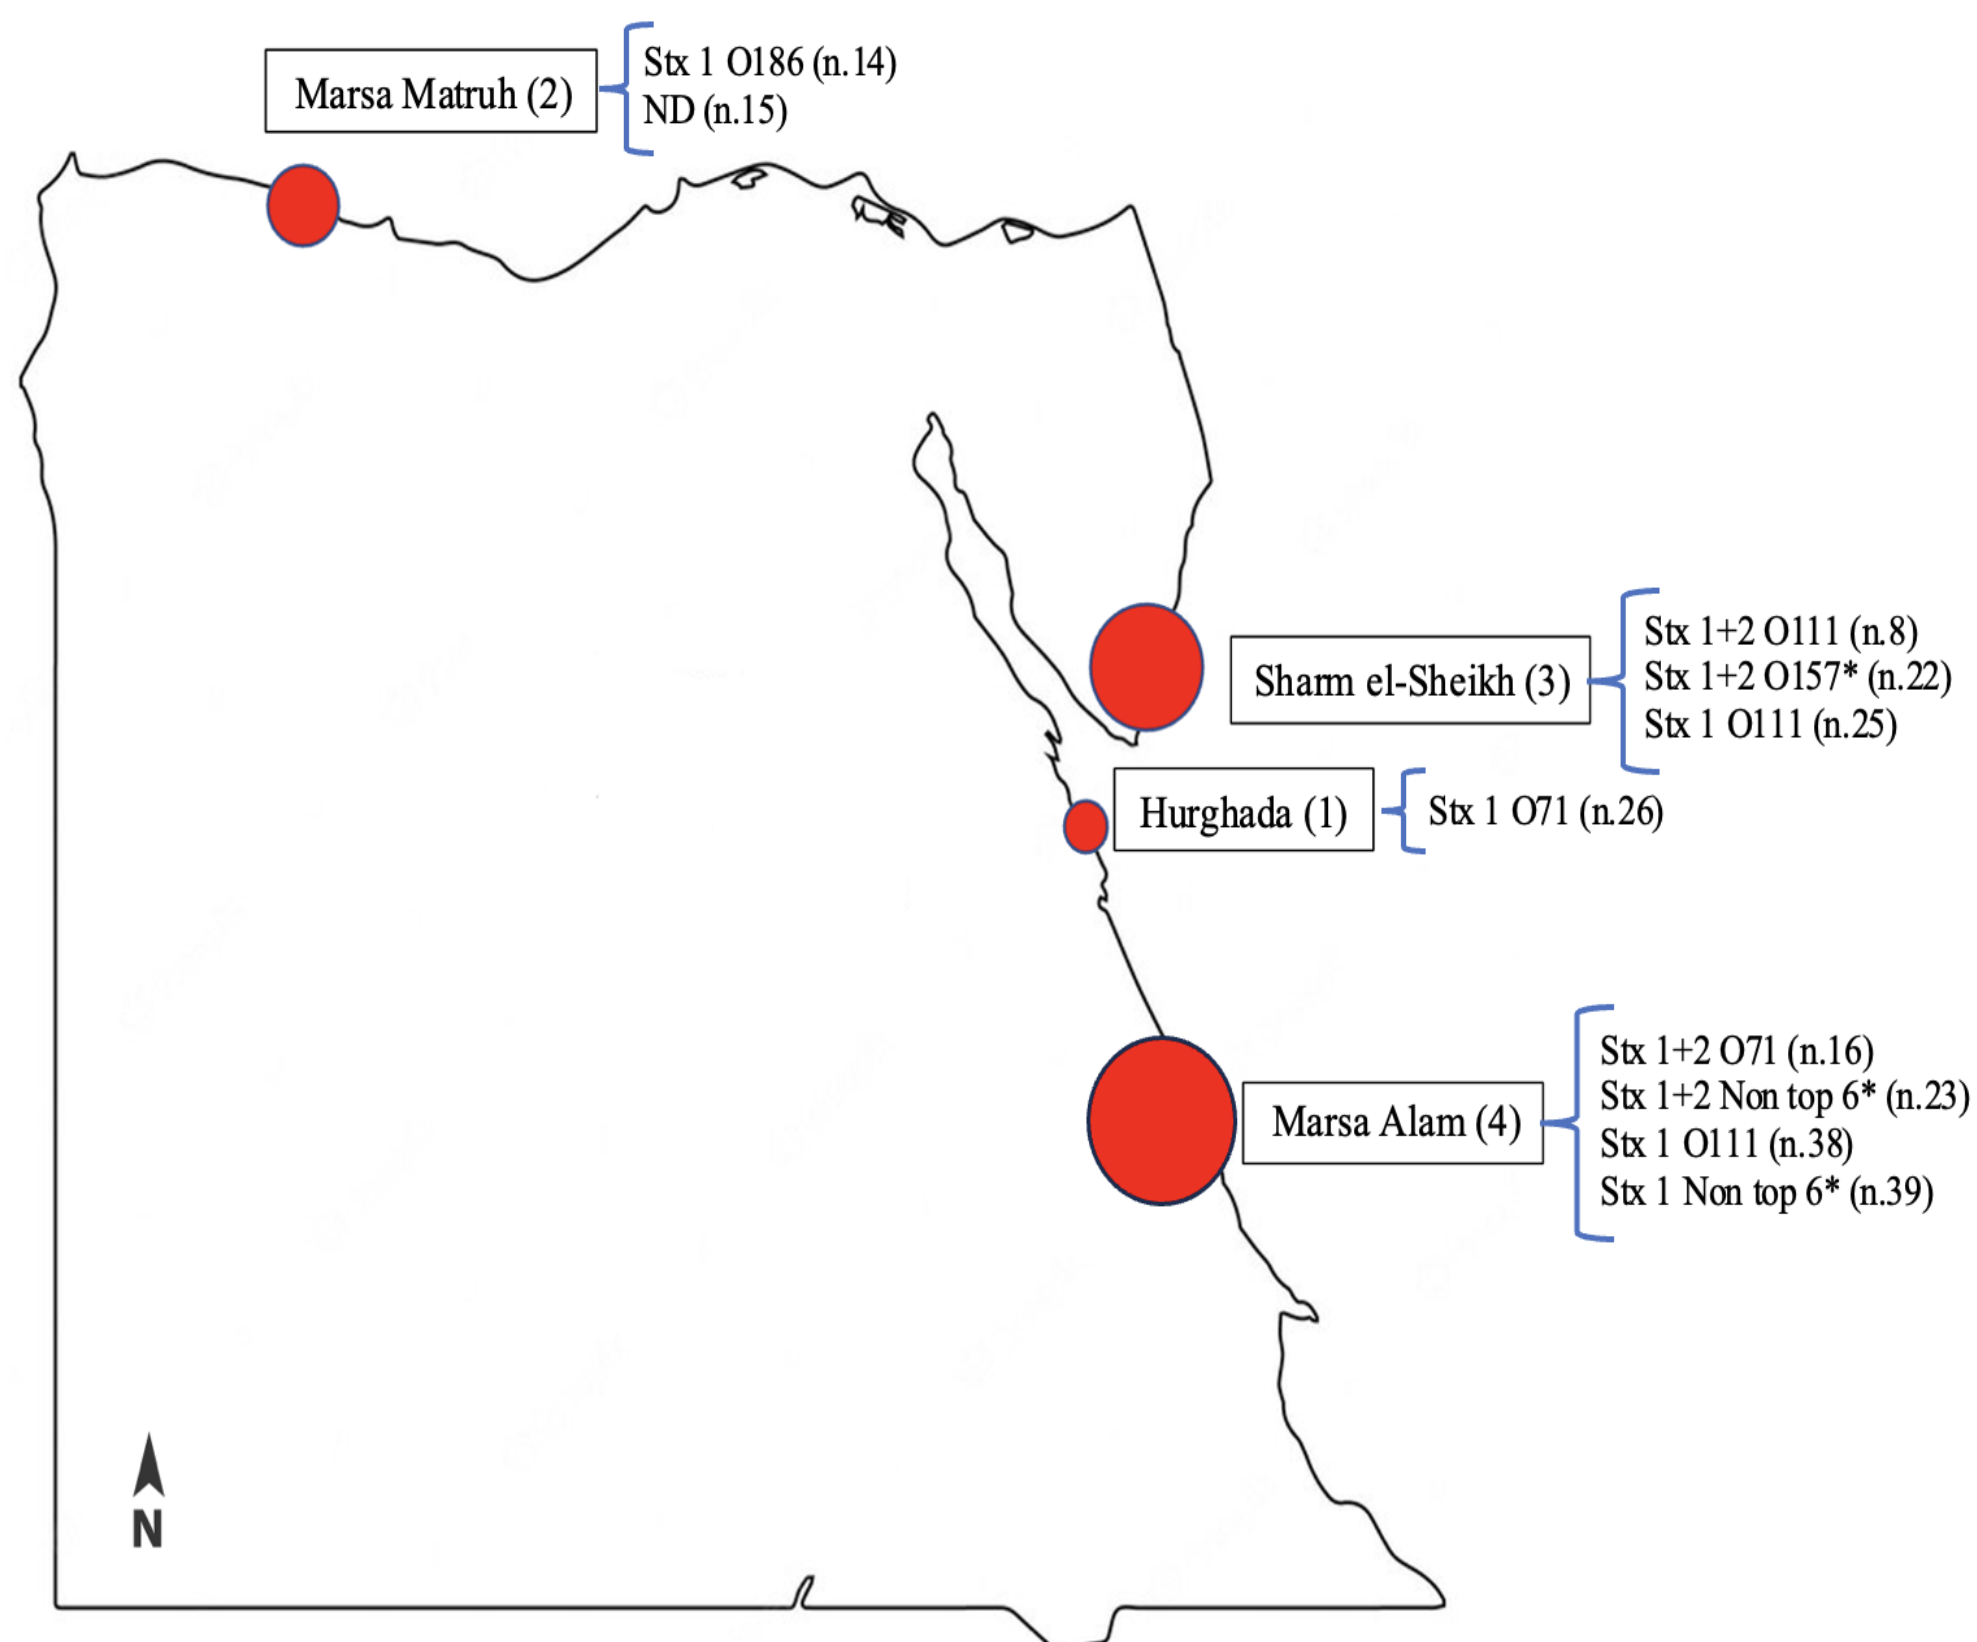 Marsa Matruh (2)
Stx 1 O186 (n.14)
ND (n.15)
Sharm el-Sheikh (3)
Stx 1+2 O111 (n.8)
Stx 1+2 O157* (n.22)
Stx 1 O111 (n.25)
Hurghada (1)
Stx 1 O71 (n.26)
Marsa Alam (4)
Stx 1+2 O71 (n.16)
Stx 1+2 Non top 6* (n.23)
Stx 1 O111 (n.38)
Stx 1 Non top 6* (n.39)
N